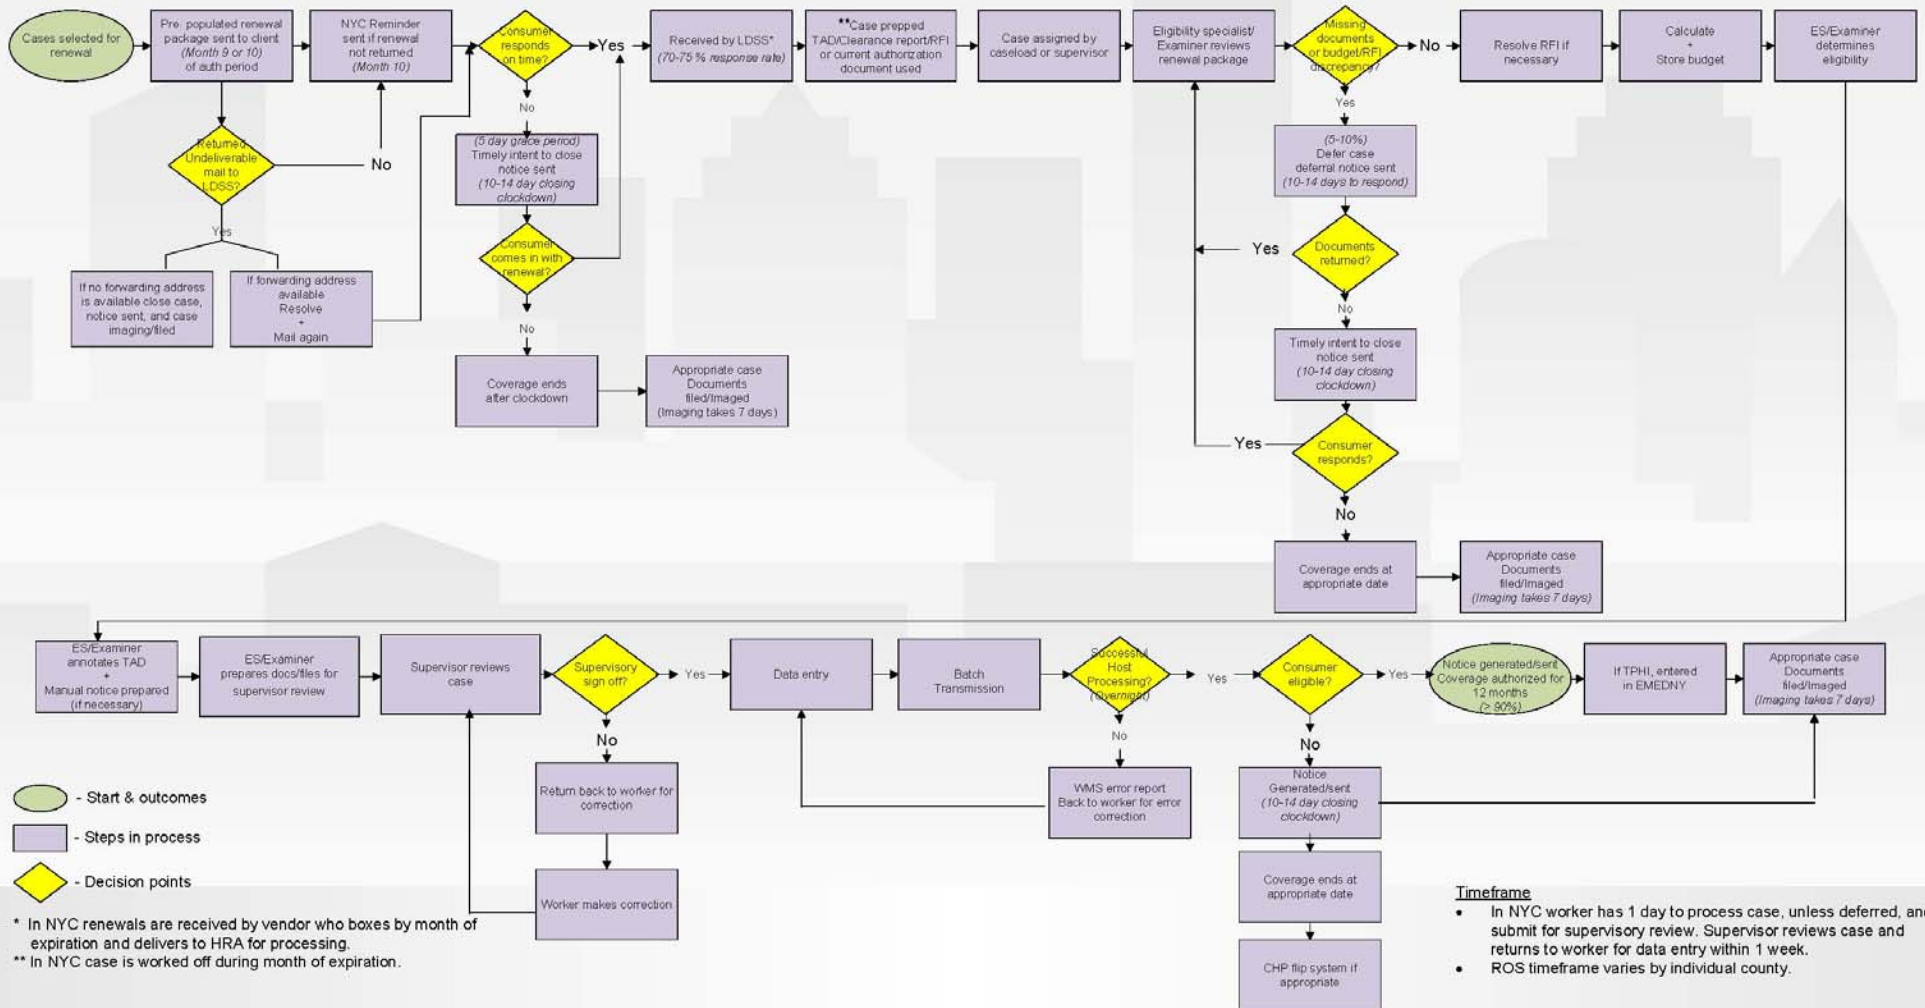 Cases selected for
renewal
Pre. populated renewal
package sent to client
(Month 9 or 10)
of auth period
NYC Reminder
sent if renewal
not returned
(Month 10)
Consumer
responds
on time?
Yes
Received by LDSS*
(70-75 % response rate)
**Case prepped
TAD/Clearance report/RFI
or current authorization
document used
Case assigned by
caseload or supervisor
Eligibility specialist/
Examiner reviews
renewal package
Missing
documents
or budget/RFI
discrepancy?
No
Resolve RFI if
necessary
Calculate
+
Store budget
ES/Examiner
determines
eligibility
Returned
Undeliverable
mail to
LDSS?
No
Yes
If no forwarding address
is available close case,
notice sent, and case
imaging/filed
If forwarding address
available
Resolve
+
Mail again
No
(5 day grace period)
Timely intent to close
notice sent
(10-14 day closing
clockdown)
Consumer
comes in with
renewal?
No
Coverage ends
after clockdown
Appropriate case
Documents
filed/Imaged
(Imaging takes 7 days)
Yes
(5-10%)
Defer case
deferral notice sent
(10-14 days to respond)
Documents
returned?
Yes
No
Timely intent to close
notice sent
(10-14 day closing
clockdown)
Consumer
responds?
Yes
No
Coverage ends at
appropriate date
Appropriate case
Documents
filed/Imaged
(Imaging takes 7 days)
ES/Examiner
annotates TAD
+
Manual notice prepared
(if necessary)
ES/Examiner
prepares docs/files for
supervisor review
Supervisor reviews
case
Supervisory
sign off?
Yes
Data entry
Batch
Transmission
Successful
Host
Processing?
(Overnight)
Yes
Consumer
eligible?
Yes
Notice generated/sent
Coverage authorized for
12 months
(> 90%)
If TPHI, entered
in EMEDNY
Appropriate case
Documents
filed/Imaged
(Imaging takes 7 days)
No
Return back to worker for
correction
Worker makes correction
No
WMS error report
Back to worker for error
correction
No
Notice
Generated/sent
(10-14 day closing
clockdown)
Coverage ends at
appropriate date
CHP flip system if
appropriate
- Start & outcomes
- Steps in process
- Decision points
* In NYC renewals are received by vendor who boxes by month of
expiration and delivers to HRA for processing.
** In NYC case is worked off during month of expiration.
Timeframe
• In NYC worker has 1 day to process case, unless deferred, and
submit for supervisory review. Supervisor reviews case and
returns to worker for data entry within 1 week.
• ROS timeframe varies by individual county.